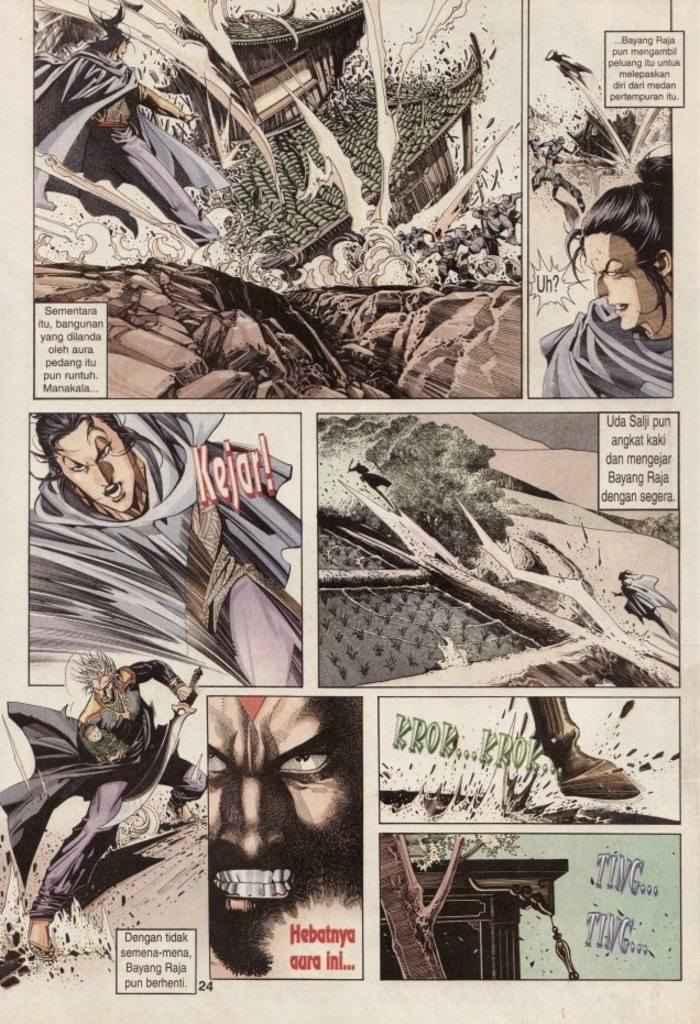 Sementara
itu, bangunan
yang dilanda
oleh aura
pedang itu
pun runtuh.
Manakala...
...Bayang Raja
pun mengambil
peluang itu untuk
melepaskan
diri dari medan
pertempuran itu.
Uh?
Kejar!
Uda Salji pun
angkat kaki
dan mengejar
Bayang Raja
dengan segera.
Dengan tidak
semena-mena,
Bayang Raja
pun berhenti.
Hebatnya
aura ini...
KROK...KROK...
TING...
TING...
24